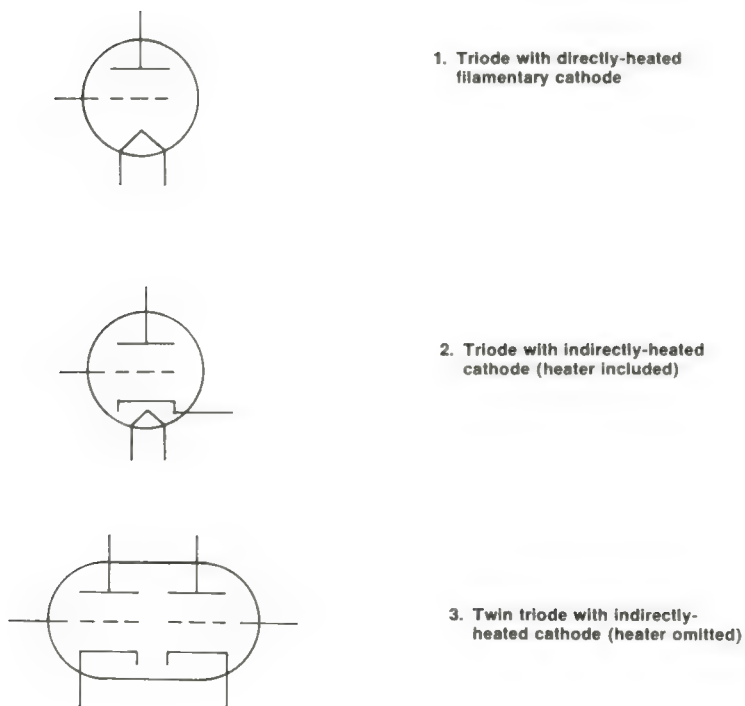 1. Triode with directly-heated
filamentary cathode
2. Triode with indirectly-heated
cathode (heater included)
3. Twin triode with indirectly-
heated cathode (heater omitted)